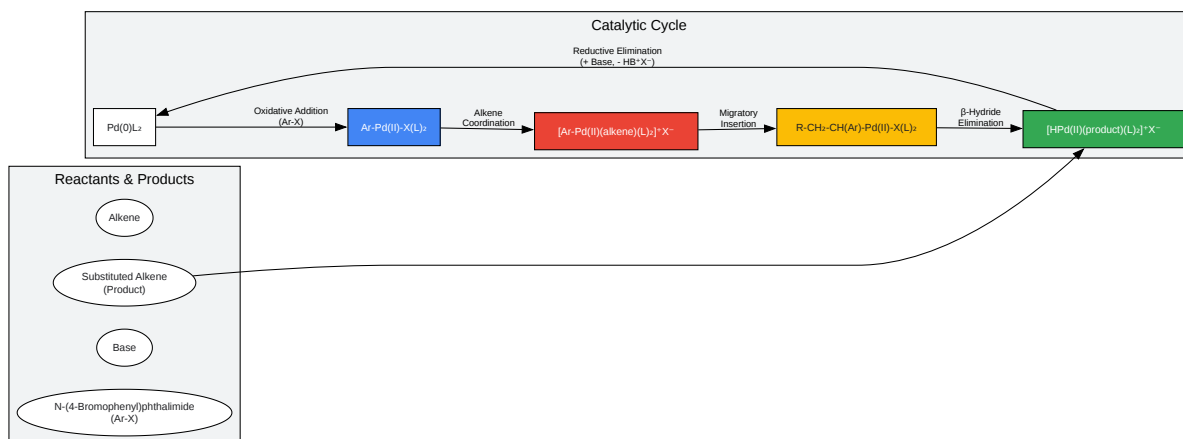 Catalytic Cycle
Reductive Elimination
(+ Base, - HB⁺X⁻)
Pd(0)L₂
Oxidative Addition
(Ar-X)
Ar-Pd(II)-X(L)₂
Alkene
Coordination
[Ar-Pd(II)(alkene)(L)₂]⁺X⁻
Migratory
Insertion
R-CH₂-CH(Ar)-Pd(II)-X(L)₂
β-Hydride
Elimination
[HPd(II)(product)(L)₂]⁺X⁻
Reactants & Products
Alkene
Substituted Alkene
(Product)
Base
N-(4-Bromophenyl)phthalimide
(Ar-X)